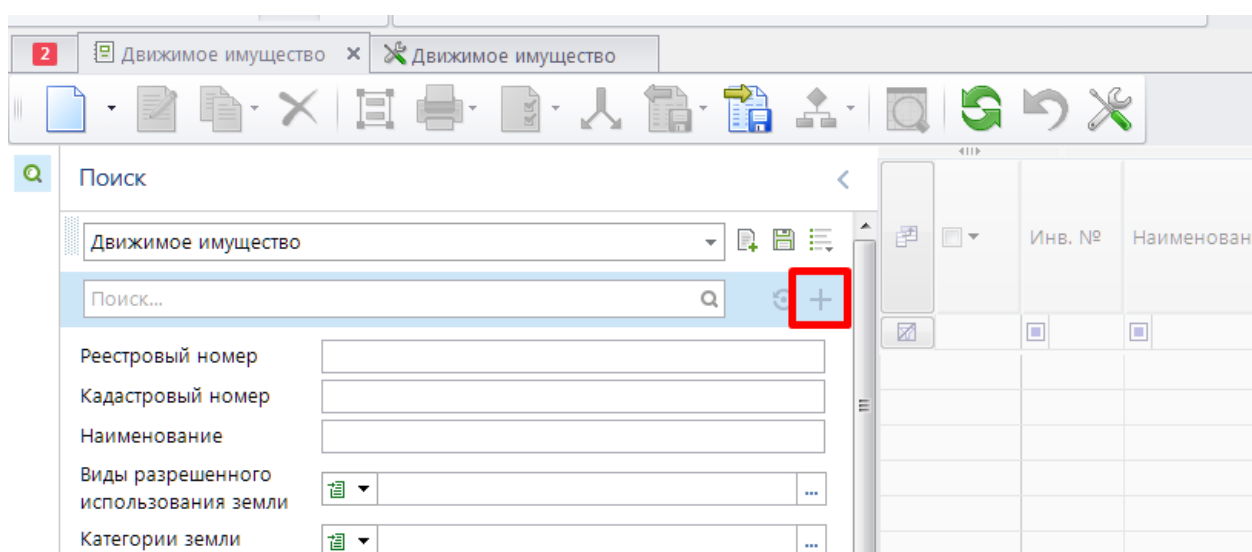 2
Движимое имущество
Движимое имущество
Поиск
Движимое имущество
Поиск...
Реестровый номер
Кадастровый номер
Наименование
Виды разрешенного
использования земли
...
Категории земли
...
Инв. №
Наименован